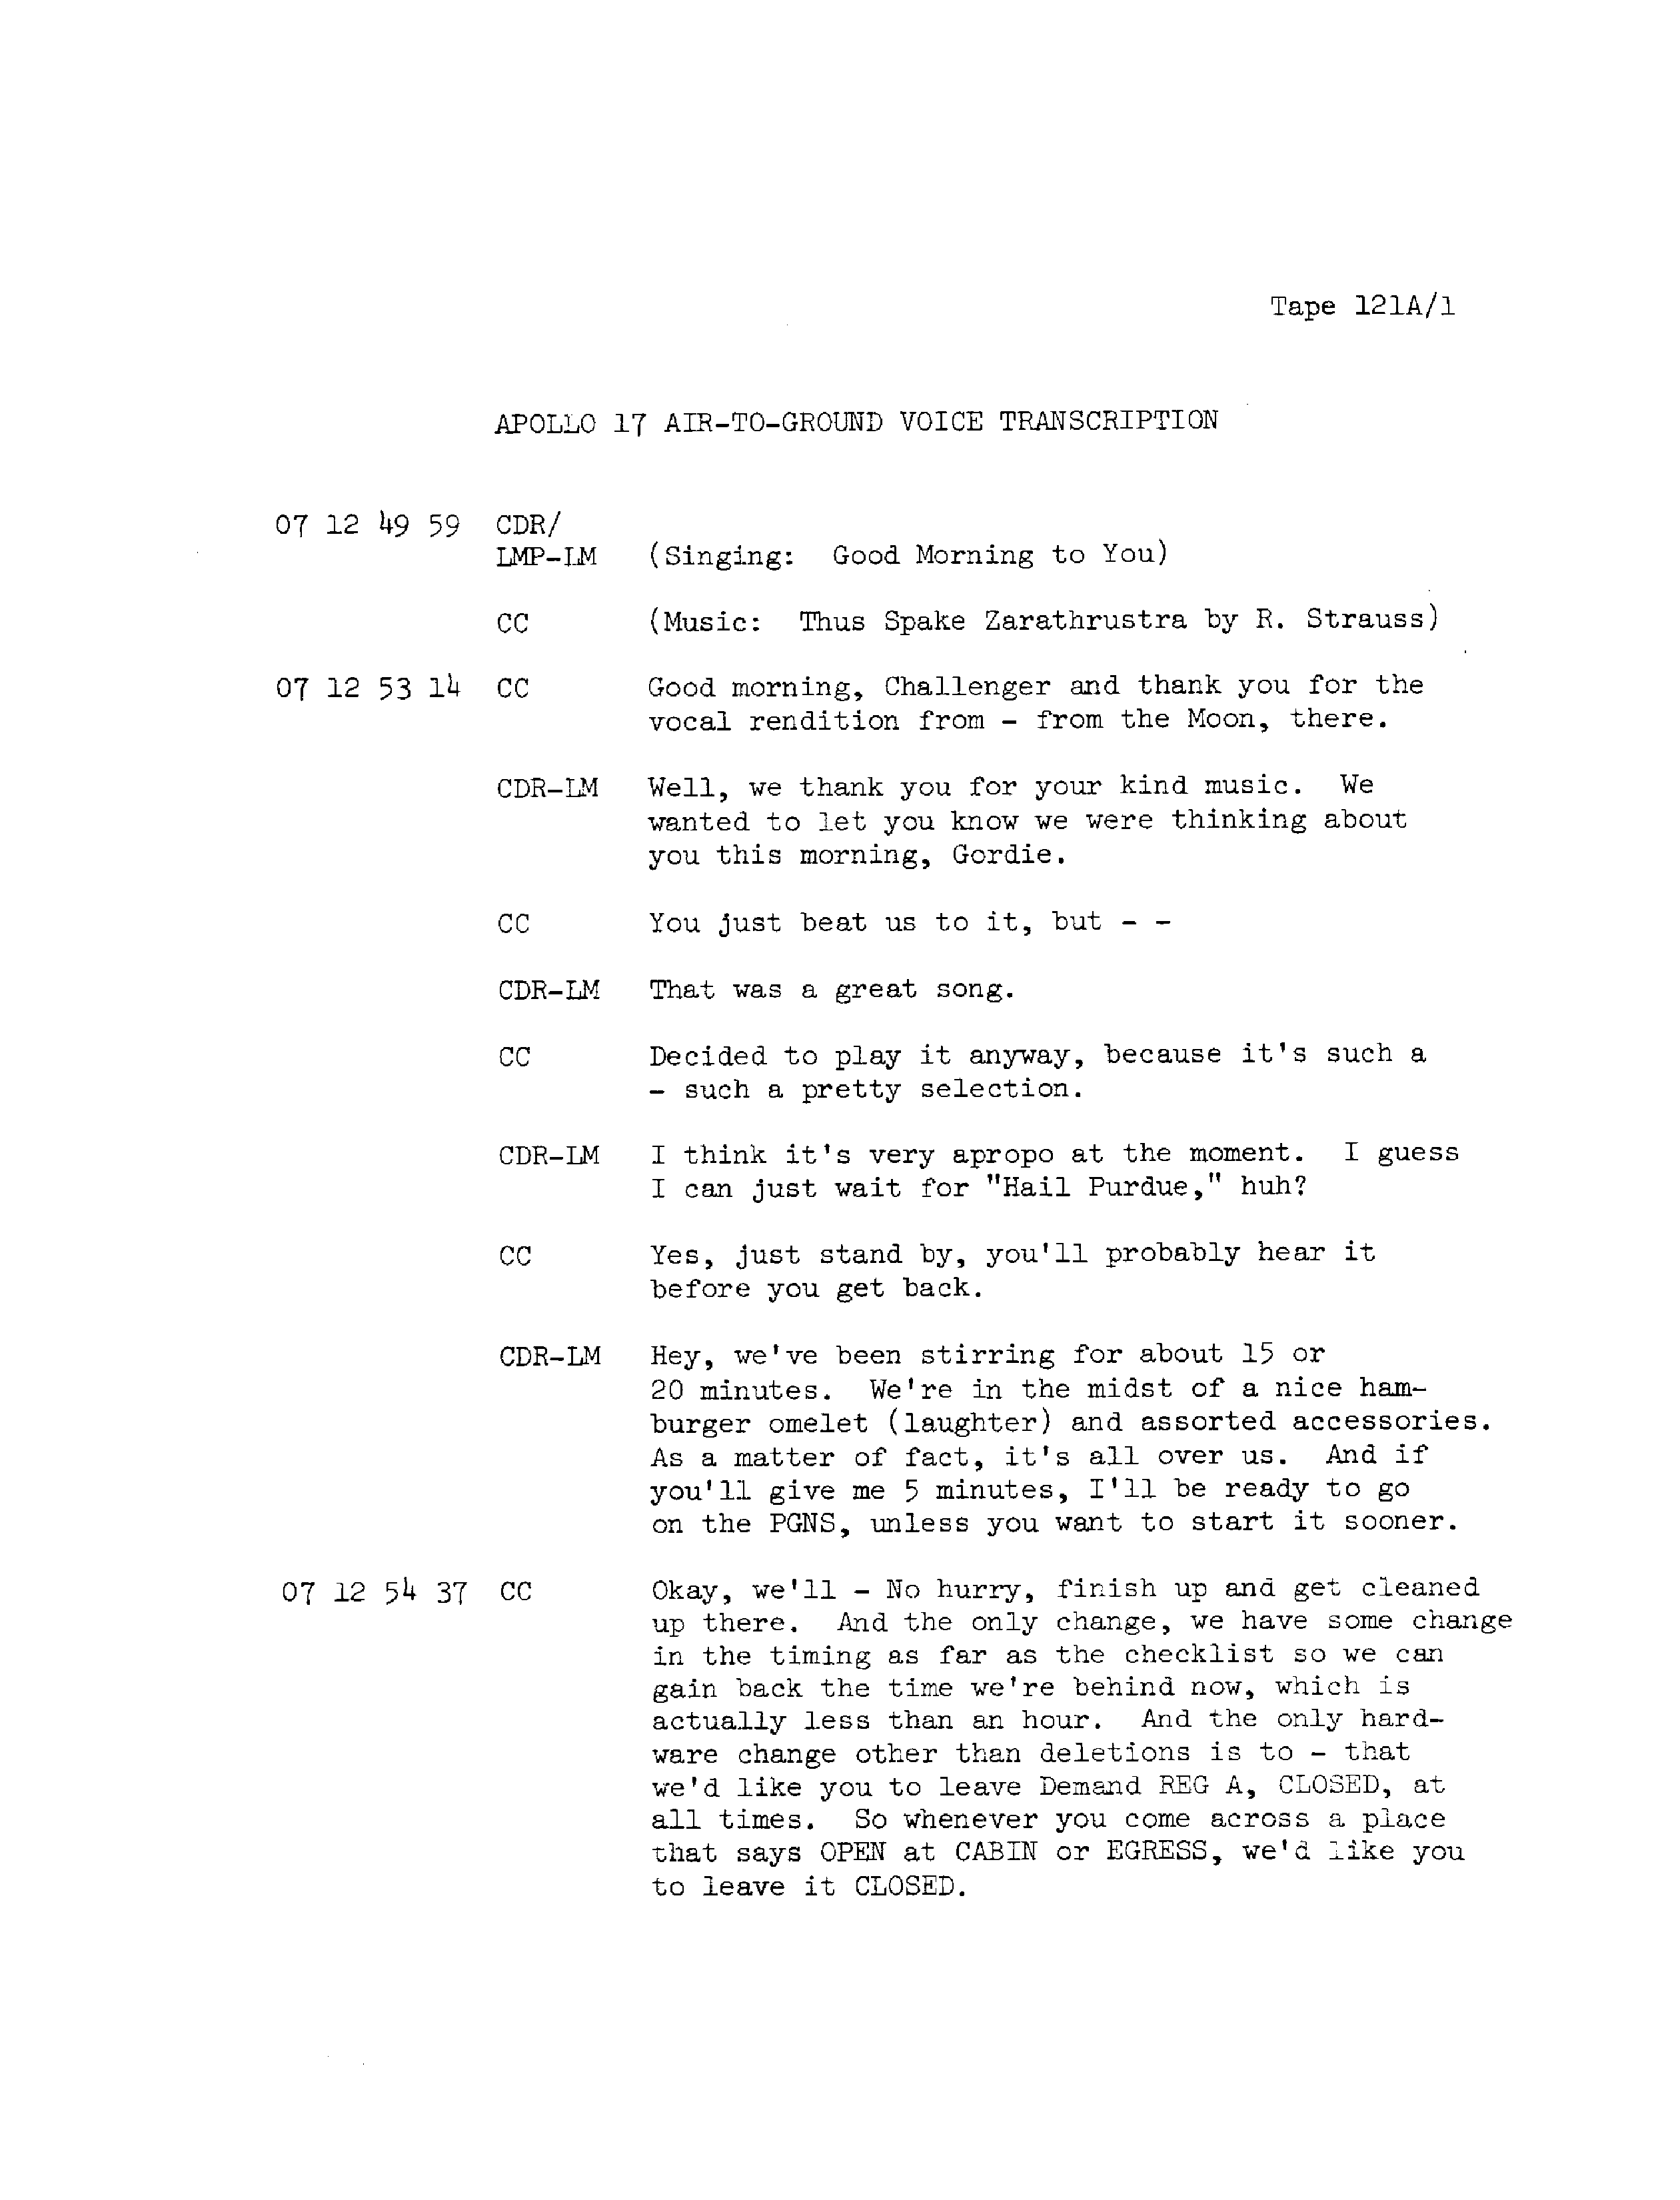 Tape 121A/1
APOLLO 17 AIR-TO-GROUND VOICE TRANSCRIPTION
07 12 49 59 CDR/
LMP-LM (Singing: Good Morning to You)
CC (Music: Thus Spake Zarathrustra by R. Strauss)
07 12 53 14 CC Good morning, Challenger and thank you for the
vocal rendition from - from the Moon, there.
CDR-LM Well, we thank you for your kind music. We
wanted to let you know we were thinking about
you this morning, Gordie.
CC You just beat us to it, but - -
CDR-LM That was a great song.
CC Decided to play it anyway, because it's such a
- such a pretty selection.
CDR-LM I think it's very apropo at the moment. I guess
I can just wait for "Hail Purdue," huh?
CC Yes, just stand by, you'll probably hear it
before you get back.
CDR-LM Hey, we've been stirring for about 15 or
20 minutes. We're in the midst of a nice ham-
burger omelet (laughter) and assorted accessories.
As a matter of fact, it's all over us. And if
you'll give me 5 minutes, I'll be ready to go
on the PGNS, unless you want to start it sooner.
07 12 54 37 CC Okay, we'll - No hurry, finish up and get cleaned
up there. And the only change, we have some change
in the timing as far as the checklist so we can
gain back the time we're behind now, which is
actually less than an hour. And the only hard-
ware change other than deletions is to - that
we'd like you to leave Demand REG A, CLOSED, at
all times. So whenever you come across a place
that says OPEN at CABIN or EGRESS, we'd like you
to leave it CLOSED.